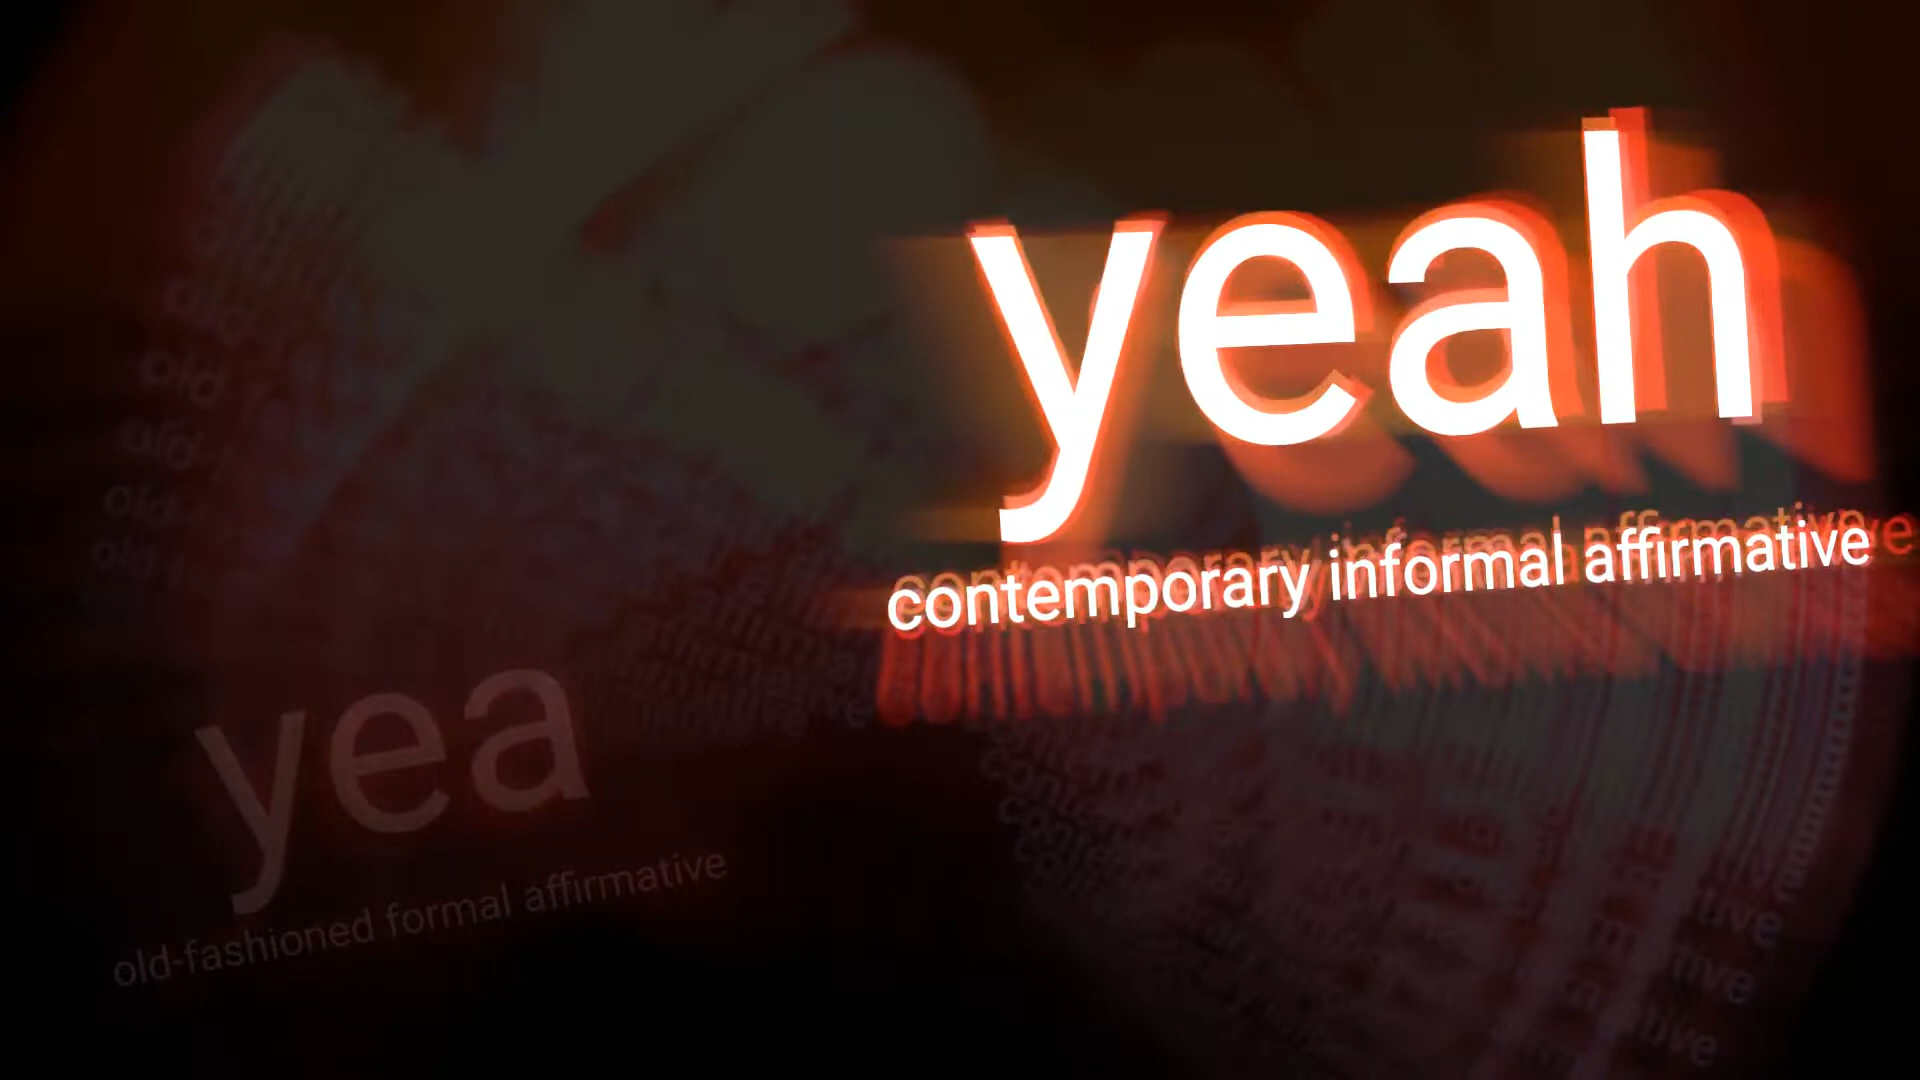 yeah
contemporary informal affirmative
yea
old-fashioned formal affirmative